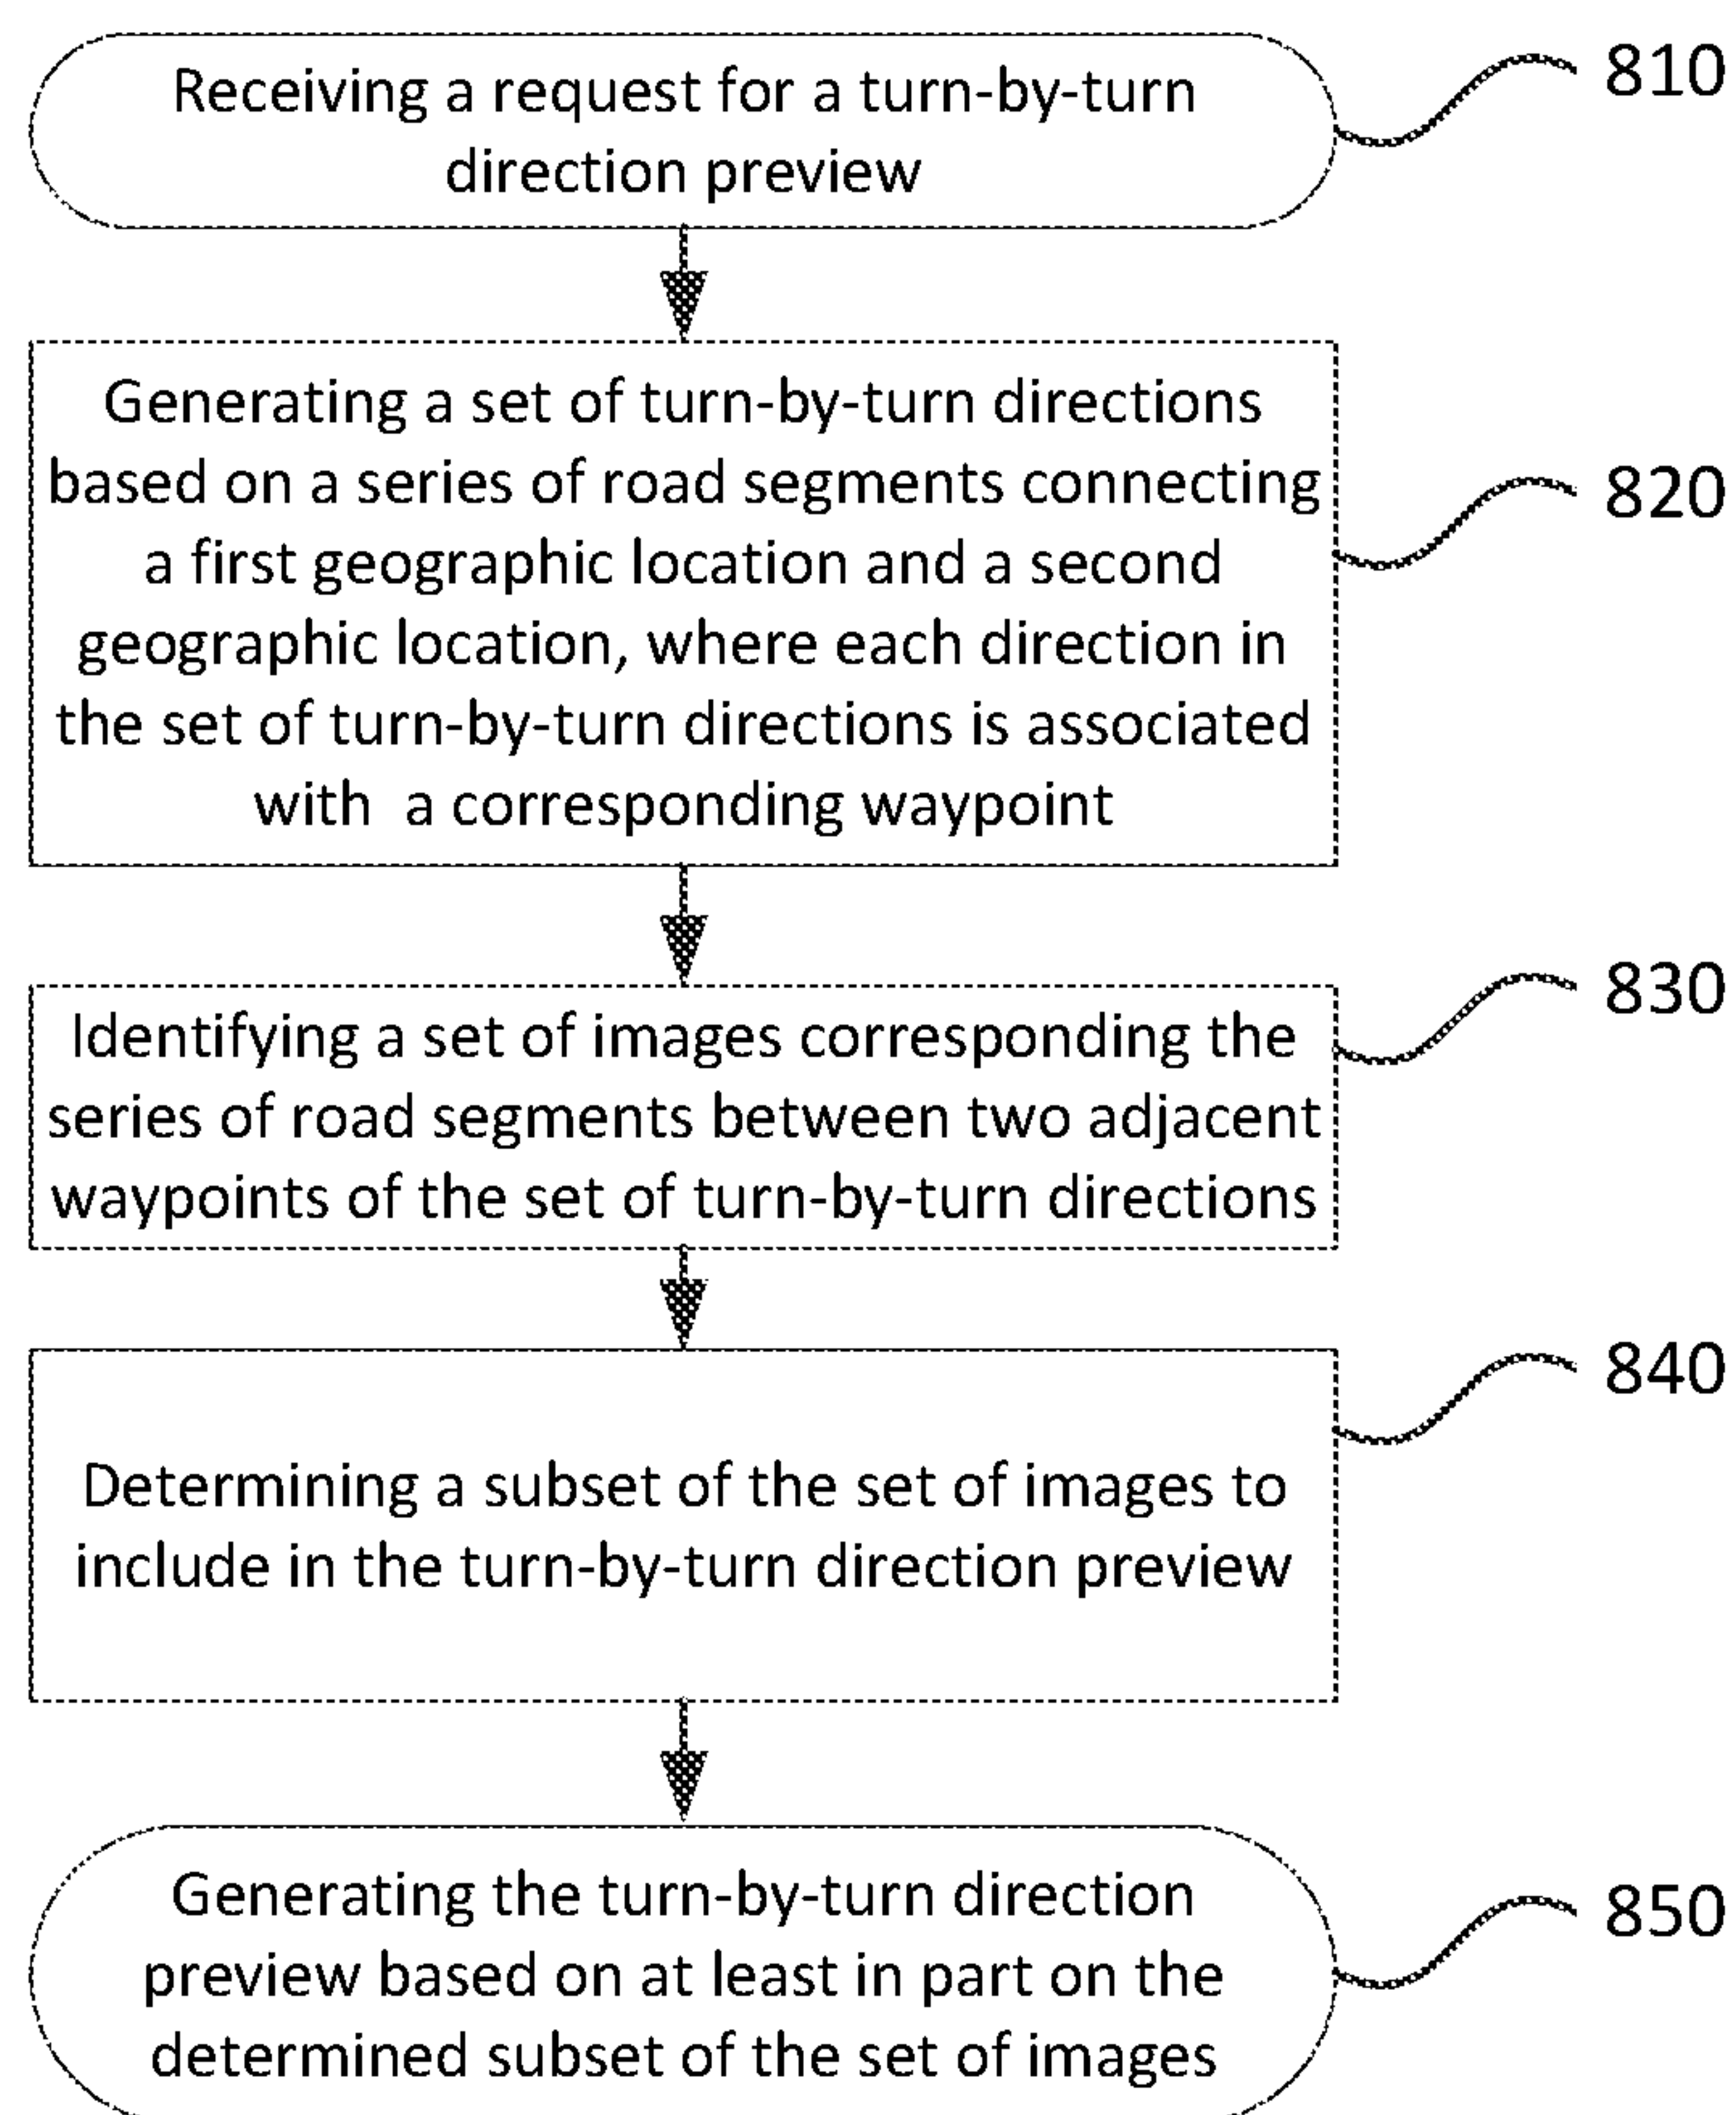 Receiving a request for a turn-by-turn
direction preview
810
Generating a set of turn-by-turn directions
based on a series of road segments connecting
a first geographic location and a second
geographic location, where each direction in
the set of turn-by-turn directions is associated
with a corresponding waypoint
820
Identifying a set of images corresponding the
series of road segments between two adjacent
waypoints of the set of turn-by-turn directions
830
Determining a subset of the set of images to
include in the turn-by-turn direction preview
840
Generating the turn-by-turn direction
preview based on at least in part on the
determined subset of the set of images
850